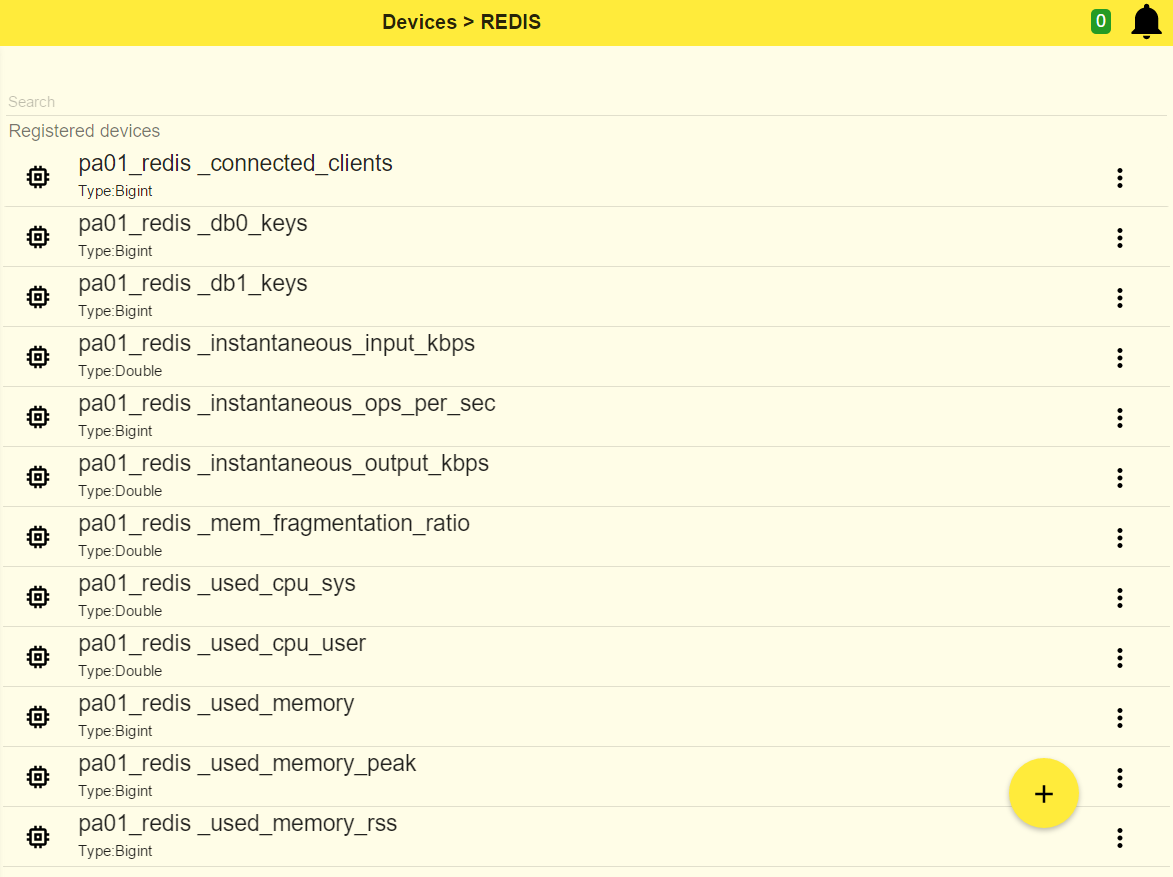 Devices > REDIS
0
Search
Registered devices
pa01_redis _connected_clients
Type:Bigint
pa01_redis _db0_keys
Type:Bigint
pa01_redis _db1_keys
Type:Bigint
pa01_redis _instantaneous_input_kbps
Type:Double
pa01_redis _instantaneous_ops_per_sec
Type:Bigint
pa01_redis _instantaneous_output_kbps
Type:Double
pa01_redis _mem_fragmentation_ratio
Type:Double
pa01_redis _used_cpu_sys
Type:Double
pa01_redis _used_cpu_user
Type:Double
pa01_redis _used_memory
Type:Bigint
pa01_redis _used_memory_peak
Type:Bigint
pa01_redis _used_memory_rss
Type:Bigint